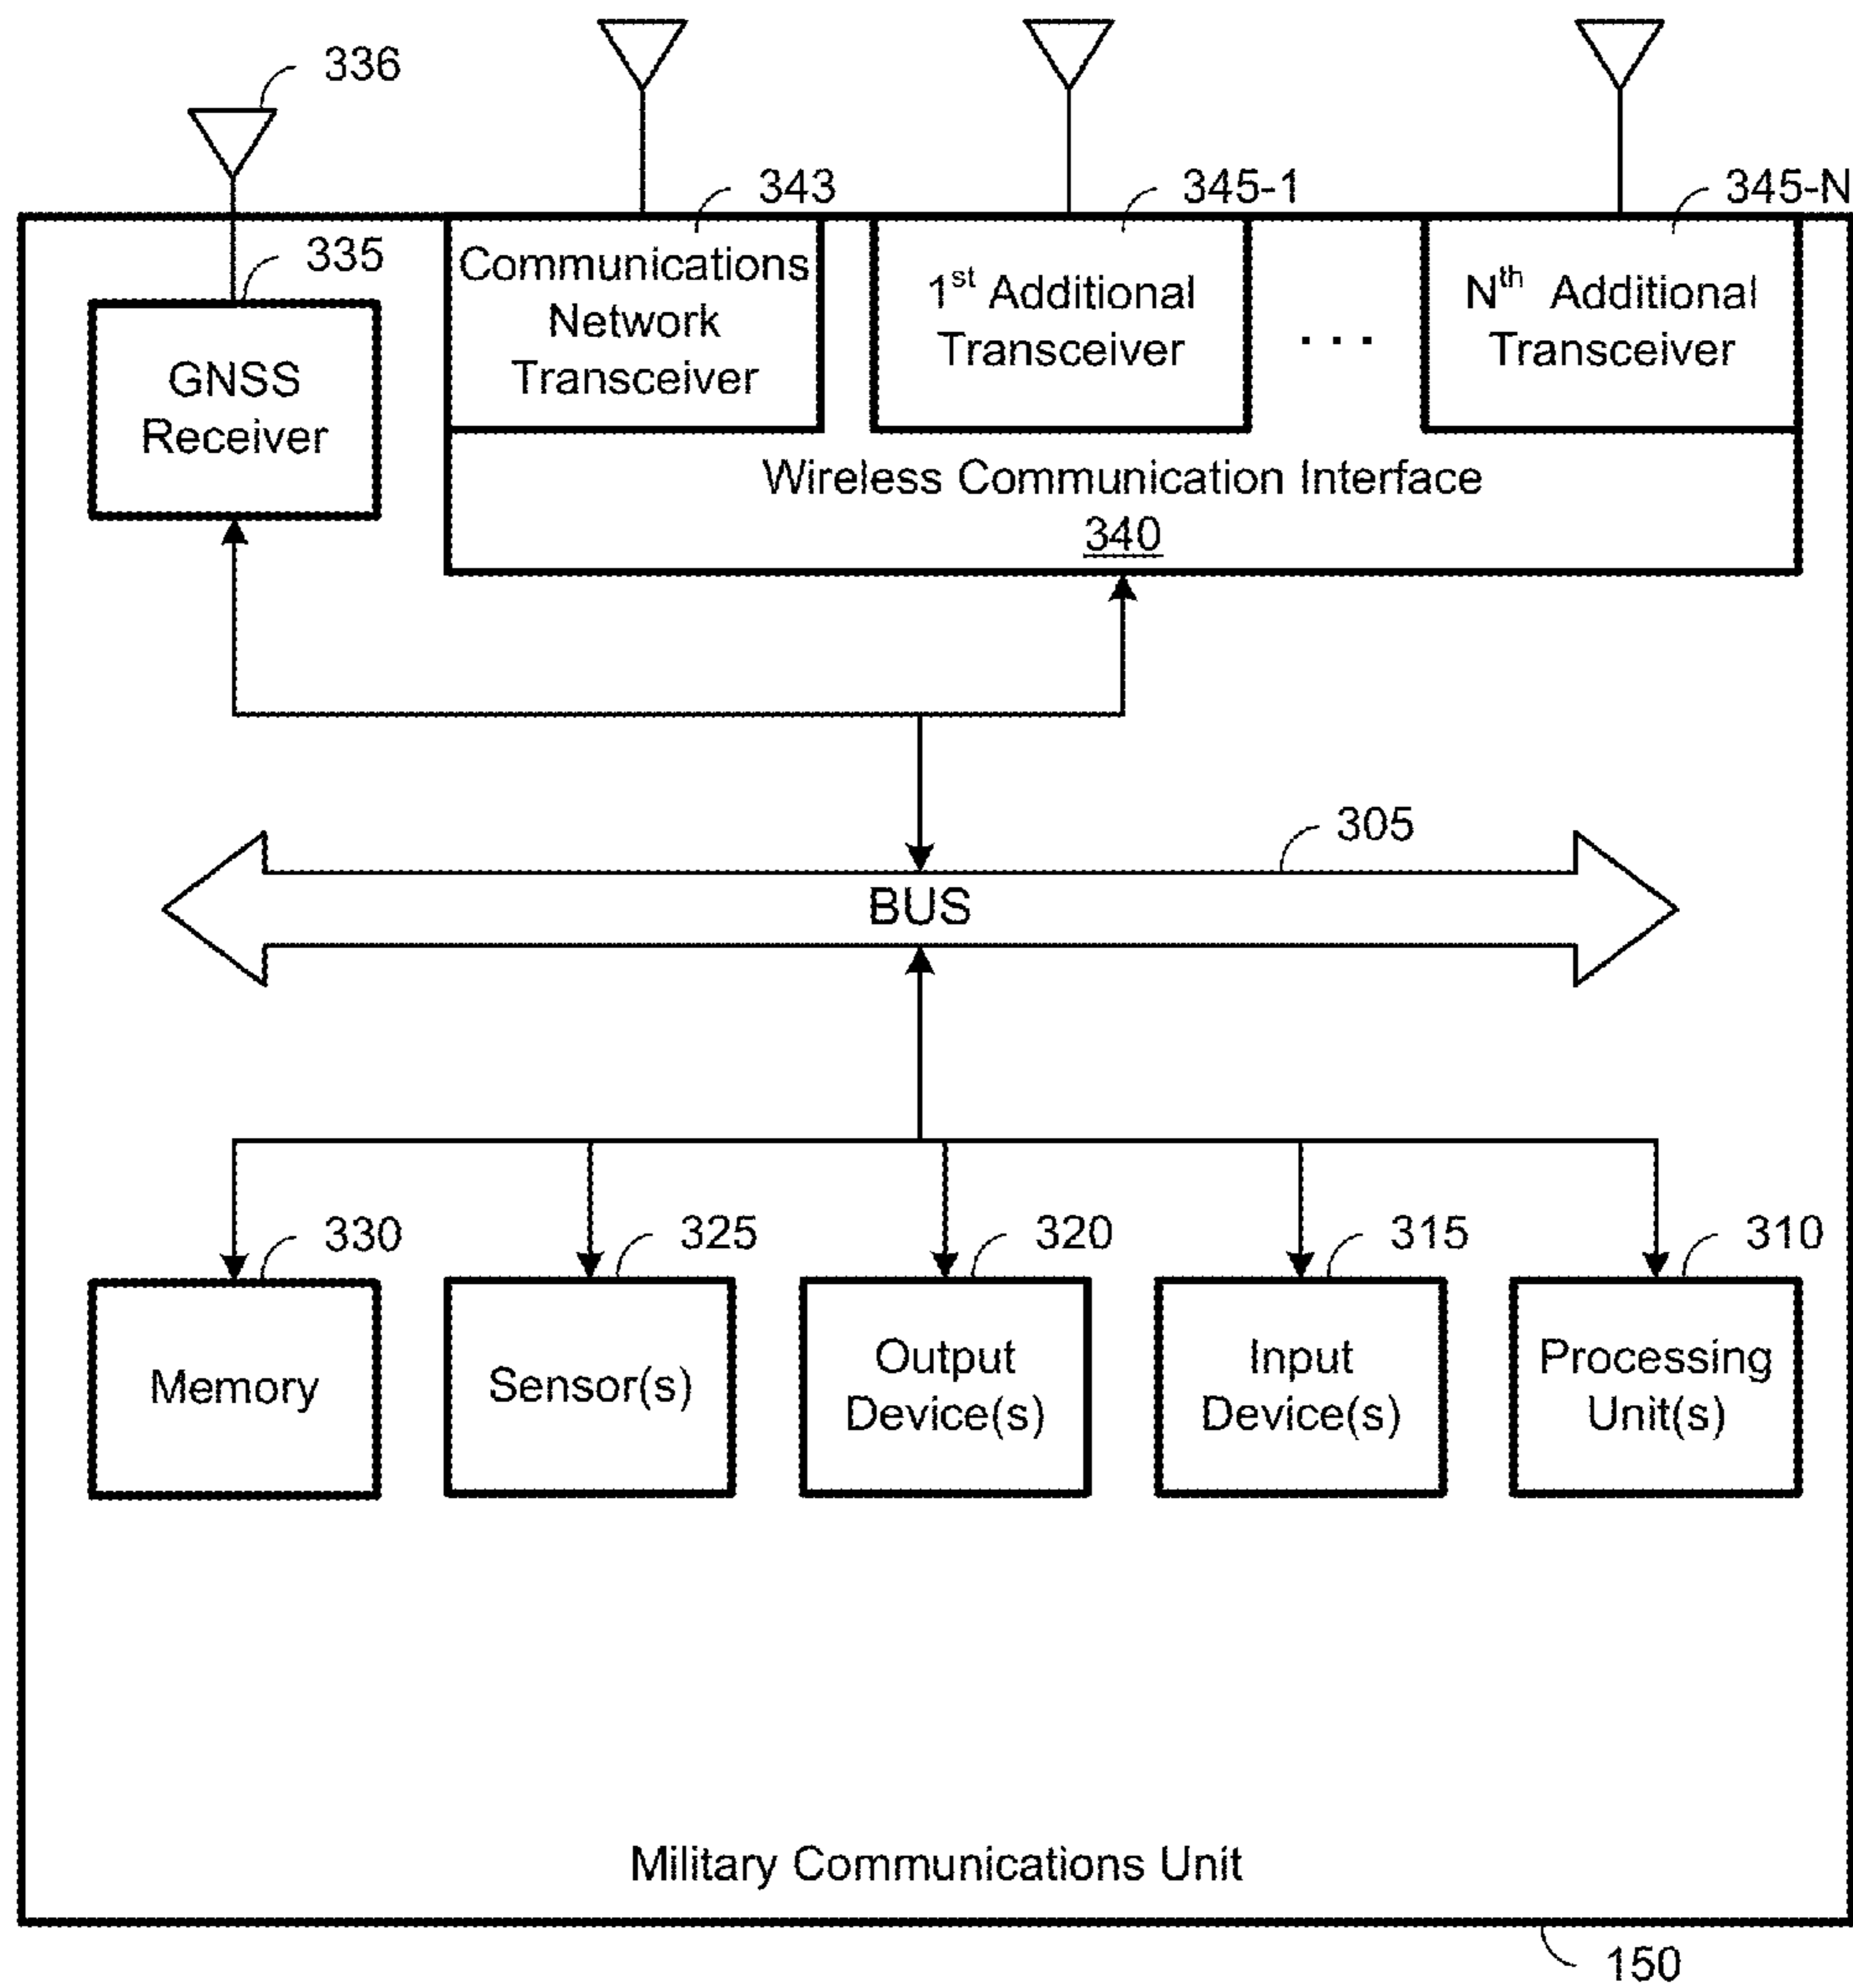 336
343
345-1
345-N
335
Communications
Network
Transceiver
1st Additional
Transceiver
. . .
Nth Additional
Transceiver
GNSS
Receiver
Wireless Communication Interface
340
305
BUS
330
325
320
315
310
Memory
Sensor(s)
Output
Device(s)
Input
Device(s)
Processing
Unit(s)
Military Communications Unit
150